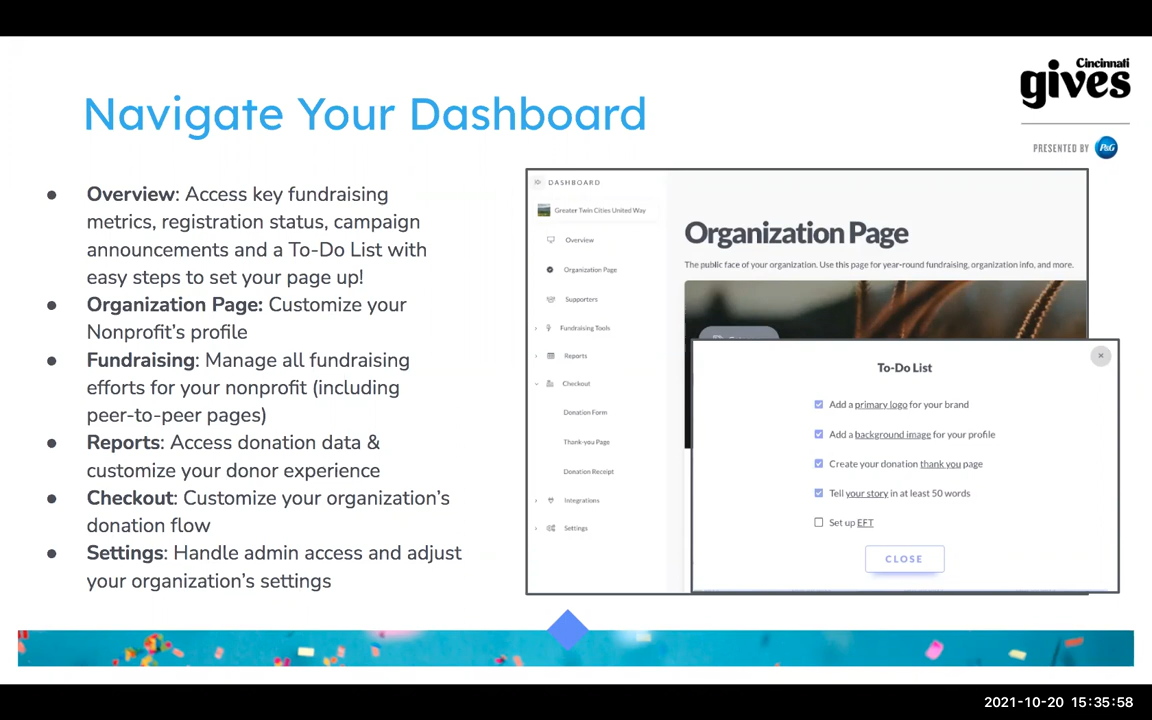 Cincinnati
gives
PRESENTED BY P&G
Navigate Your Dashboard
● Overview: Access key fundraising
metrics, registration status, campaign
announcements and a To-Do List with
easy steps to set your page up!
● Organization Page: Customize your
Nonprofit's profile
● Fundraising: Manage all fundraising
efforts for your nonprofit (including
peer-to-peer pages)
● Reports: Access donation data &
customize your donor experience
● Checkout: Customize your organization's
donation flow
● Settings: Handle admin access and adjust
your organization's settings
DASHBOARD
Greater Twin Cities United Way
Overview
Organization Page
Supporters
Fundraising Tools
Reports
Checkout
Donation Form
Thank-you Page
Donation Receipt
Integrations
Settings
Organization Page
The public face of your organization. Use this page for year-round fundraising, organization info, and more.
To-Do List
Add a primary logo for your brand
Add a background image for your profile
Create your donation thank you page
Tell your story in at least 50 words
Set up EFT
CLOSE
2021-10-20 15:35:58